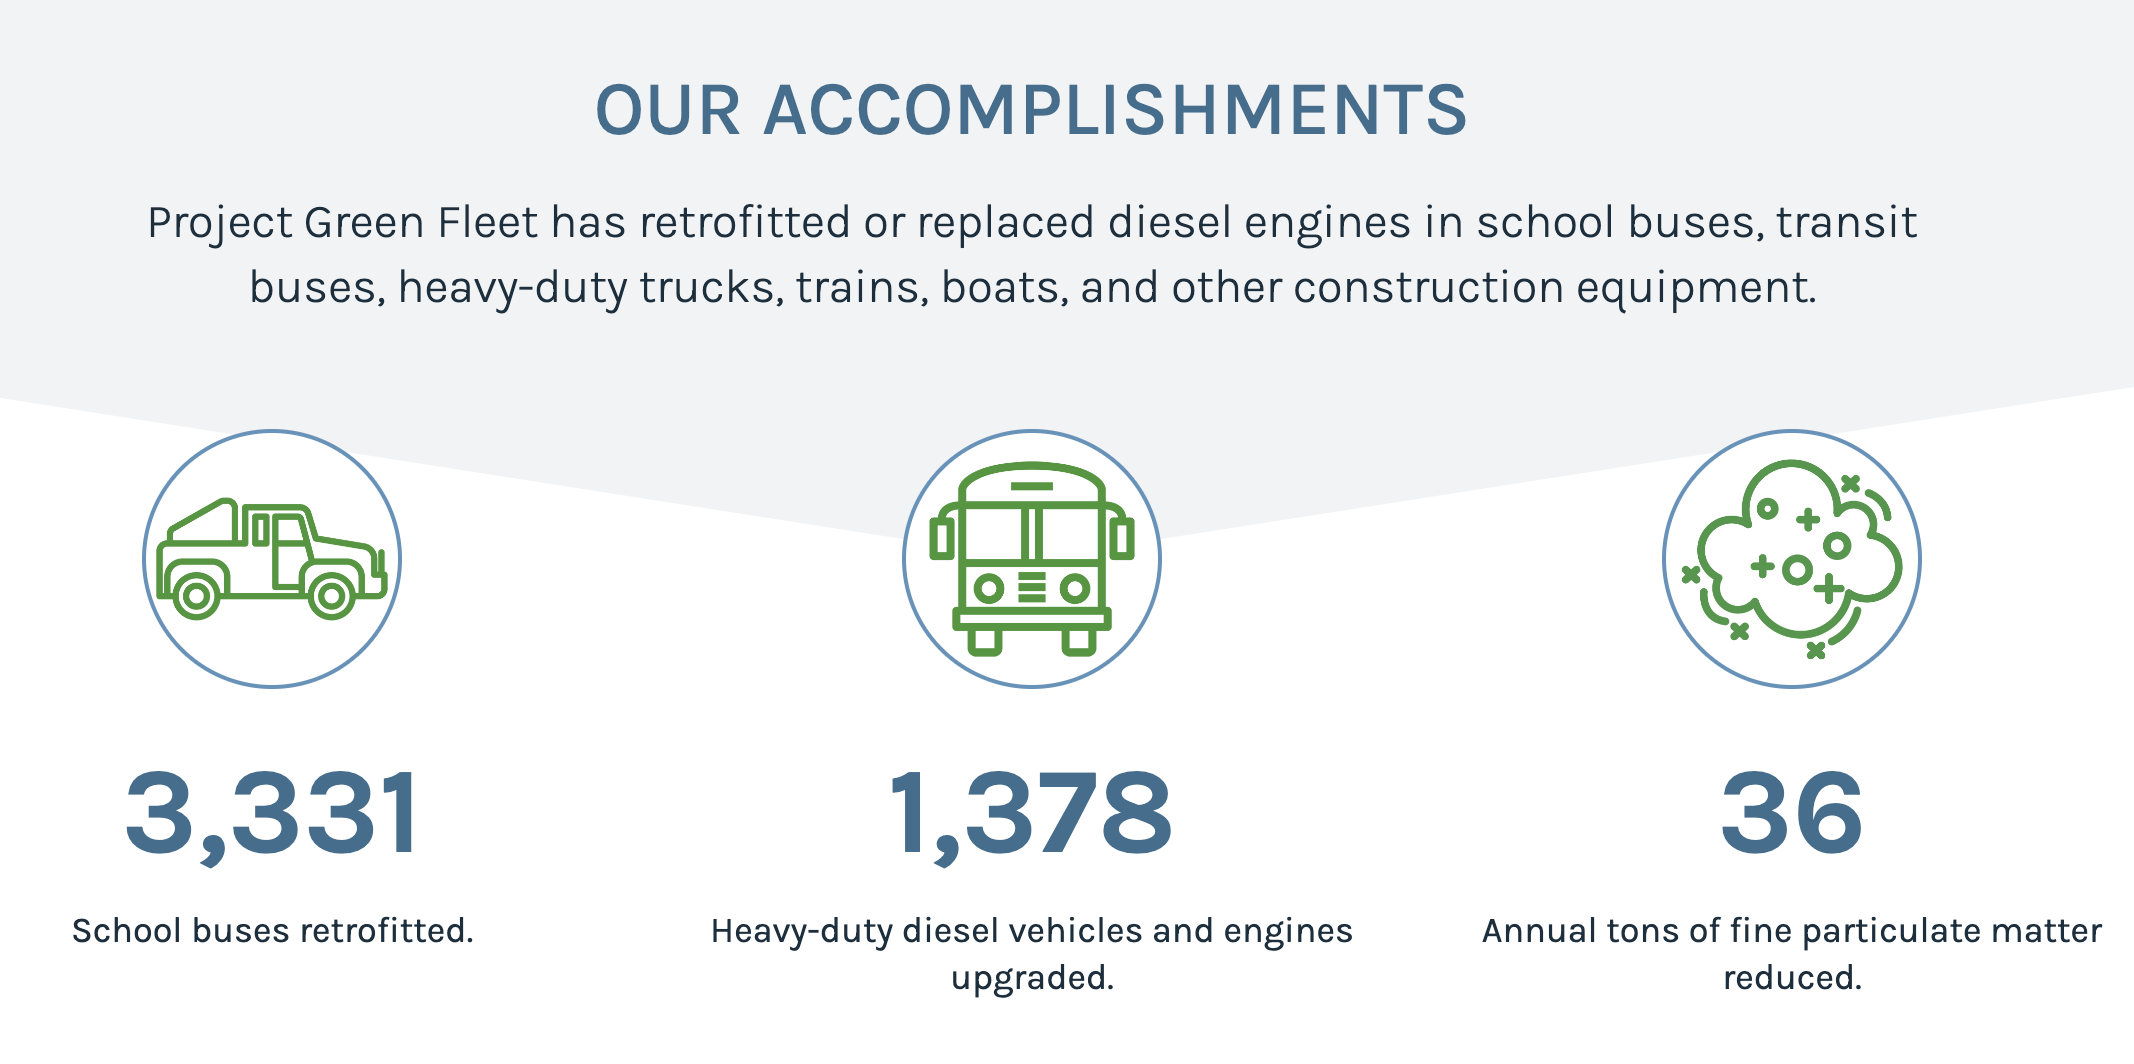 OUR ACCOMPLISHMENTS
Project Green Fleet has retrofitted or replaced diesel engines in school buses, transit
buses, heavy-duty trucks, trains, boats, and other construction equipment.
3,331
School buses retrofitted.
1,378
Heavy-duty diesel vehicles and engines
upgraded.
36
Annual tons of fine particulate matter
reduced.